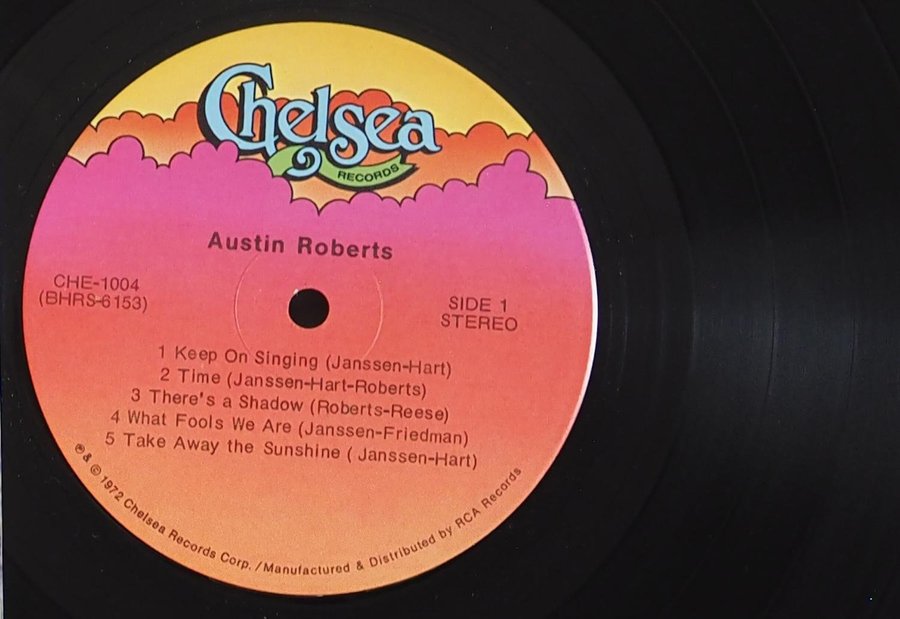 Chelsea
RECORDS
Austin Roberts
CHE-1004
(BHRS-6153)
SIDE 1
STEREO
1 Keep On Singing (Janssen-Hart)
2 Time (Janssen-Hart-Roberts)
3 There's a Shadow (Roberts-Reese)
4 What Fools We Are (Janssen-Friedman)
5 Take Away the Sunshine ( Janssen-Hart)
℗ & © 1972 Chelsea Records Corp. / Manufactured & Distributed by RCA Records